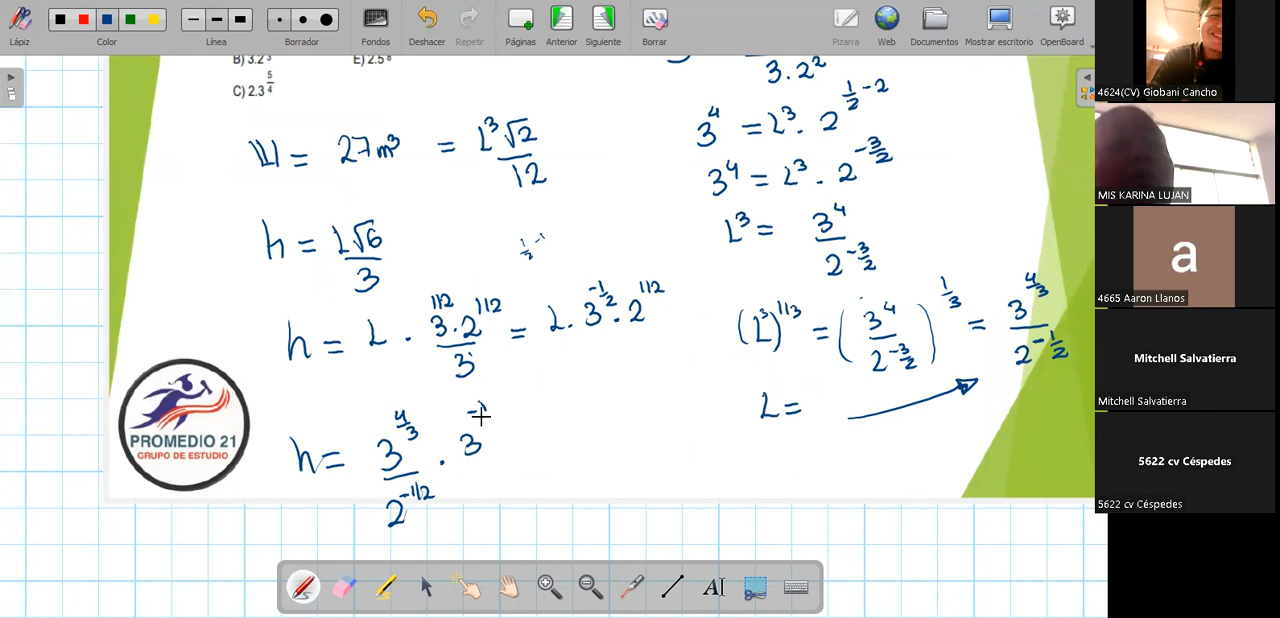 Lápiz
Color
Línea
Borrador
Fondos
Deshacer
Repetir
Páginas
Anterior
Siguiente
Borrar
Pizarra
Web
Documentos
Mostrar escritorio
OpenBoard
C) 2.3^(5/4)
3.2²
3⁴ = L³ . 2^(1/2 - 2)
3⁴ = L³ . 2^(-3/2)
L³ = 3⁴ / 2^(-3/2)
(L³)^(1/3) = (3⁴ / 2^(-3/2))^(1/3) = 3^(4/3) / 2^(-1/2)
L =
27m³ = L³√2 / 12
h = L√6 / 3
1/2 -1
h = L . 3^(1/2) . 2^(1/2) / 3 = L . 3^(-1/2) . 2^(1/2)
h = 3^(4/3) / 2^(-1/2) . 3^-
PROMEDIO 21
GRUPO DE ESTUDIO
4624(CV) Giobani Cancho
MIS KARINA LUJAN
a
4665 Aaron Llanos
Mitchell Salvatierra
Mitchell Salvatierra
5622 cv Céspedes
5622 cv Céspedes
AI